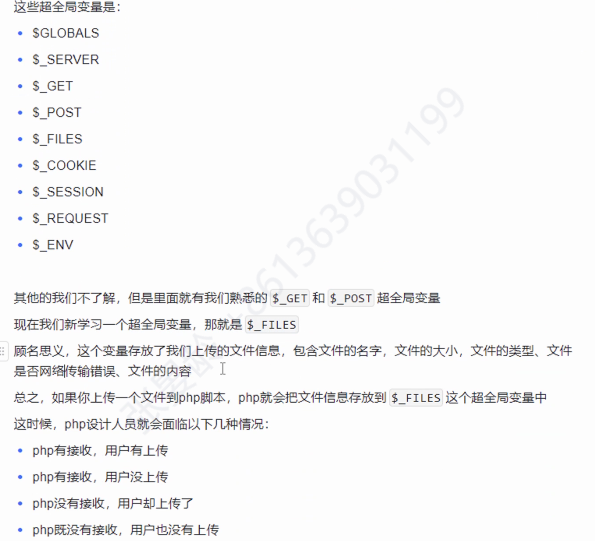 这些超全局变量是：
$GLOBALS
$_SERVER
$_GET
$_POST
$_FILES
$_COOKIE
$_SESSION
$_REQUEST
$_ENV
其他的我们不了解，但是里面就有我们熟悉的 $_GET 和 $_POST 超全局变量
现在我们新学习一个超全局变量，那就是 $_FILES
顾名思义，这个变量存放了我们上传的文件信息，包含文件的名字，文件的大小，文件的类型、文件
是否网络传输错误、文件的内容
总之，如果你上传一个文件到php脚本，php就会把文件信息存放到 $_FILES 这个超全局变量中
这时候，php设计人员就会面临以下几种情况：
php有接收，用户有上传
php有接收，用户没上传
php没有接收，用户却上传了
php既没有接收，用户也没有上传